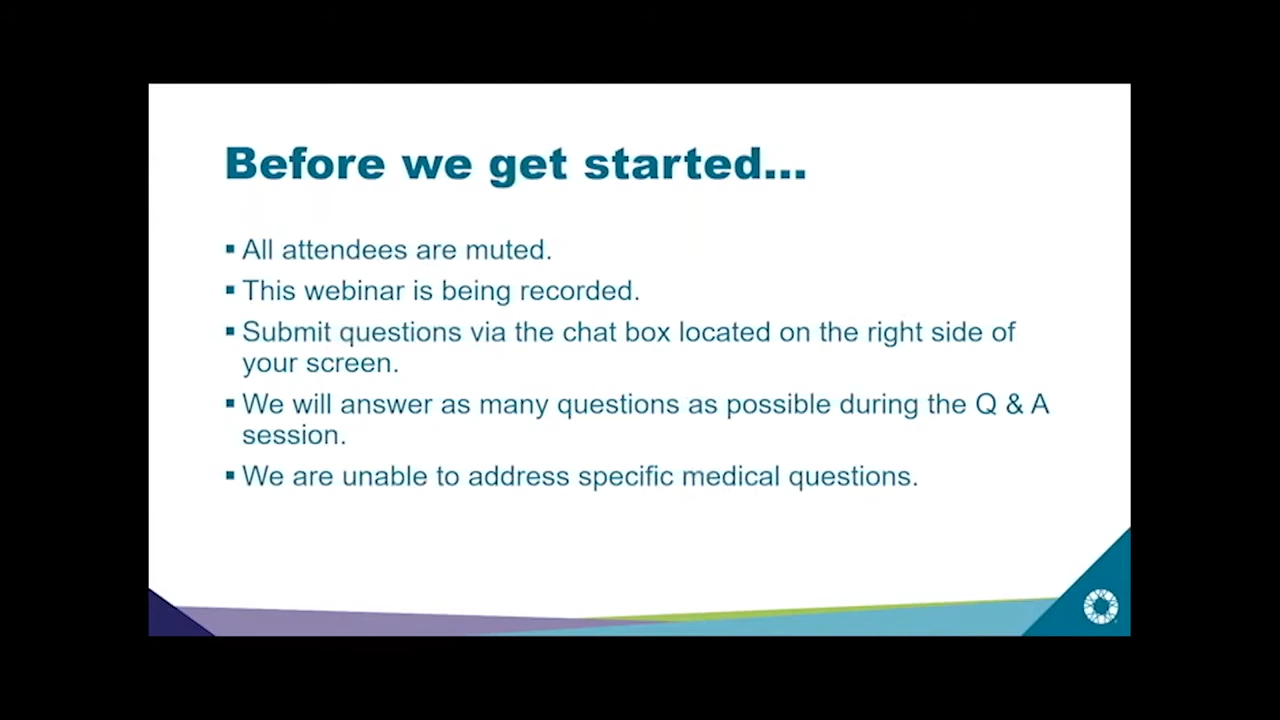 Before we get started...
▪ All attendees are muted.
▪ This webinar is being recorded.
▪ Submit questions via the chat box located on the right side of
your screen.
▪ We will answer as many questions as possible during the Q & A
session.
▪ We are unable to address specific medical questions.